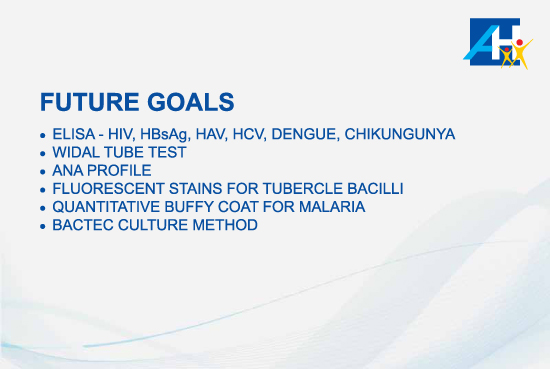 AH
FUTURE GOALS
• ELISA - HIV, HBsAg, HAV, HCV, DENGUE, CHIKUNGUNYA
• WIDAL TUBE TEST
• ANA PROFILE
• FLUORESCENT STAINS FOR TUBERCLE BACILLI
• QUANTITATIVE BUFFY COAT FOR MALARIA
• BACTEC CULTURE METHOD